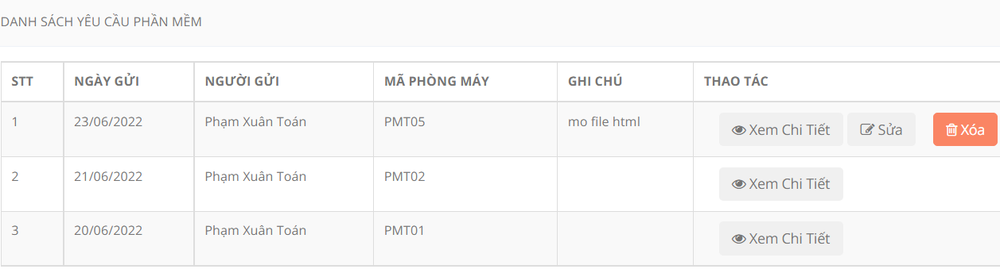 DANH SÁCH YÊU CẦU PHẦN MỀM
STT NGÀY GỬI NGƯỜI GỬI MÃ PHÒNG MÁY GHI CHÚ THAO TÁC
1 23/06/2022 Phạm Xuân Toán PMT05 mo file html Xem Chi Tiết Sửa Xóa
2 21/06/2022 Phạm Xuân Toán PMT02 Xem Chi Tiết
3 20/06/2022 Phạm Xuân Toán PMT01 Xem Chi Tiết